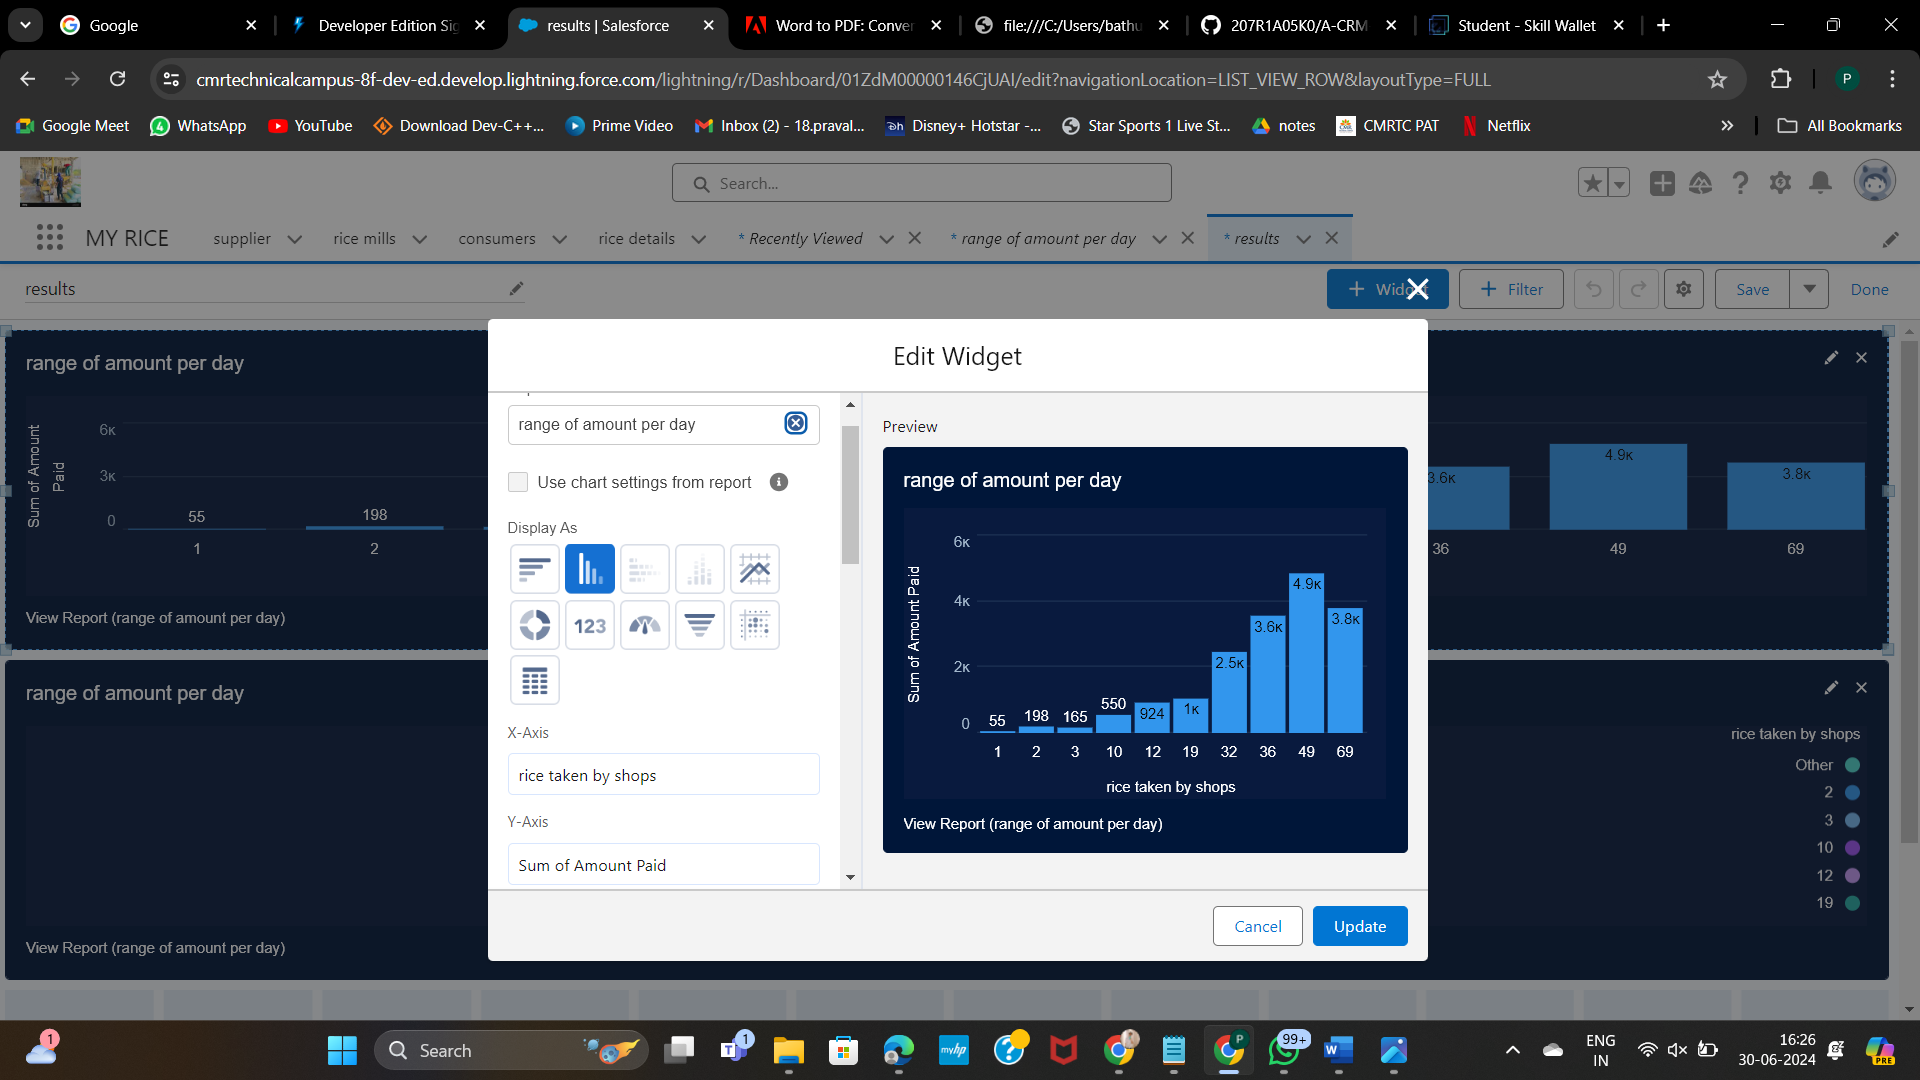 Google
Developer Edition Sig
results | Salesforce
Word to PDF: Conver
file:///C:/Users/bathu
207R1A05K0/A-CRM
Student - Skill Wallet
cmrtechnicalcampus-8f-dev-ed.develop.lightning.force.com/lightning/r/Dashboard/01ZdM00000146CjUAI/edit?navigationLocation=LIST_VIEW_ROW&layoutType=FULL
P
Google Meet
WhatsApp
YouTube
Download Dev-C++...
Prime Video
Inbox (2) - 18.praval...
Disney+ Hotstar -...
Star Sports 1 Live St...
notes
CMRTC PAT
Netflix
All Bookmarks
Search...
MY RICE
supplier
rice mills
consumers
rice details
* Recently Viewed
* range of amount per day
* results
results
+ Widg
+ Filter
Save
Done
range of amount per day
Sum of Amount
Paid
6K
3K
0
55
198
1
2
View Report (range of amount per day)
3.6K
4.9K
3.8K
36
49
69
range of amount per day
View Report (range of amount per day)
rice taken by shops
Other
2
3
10
12
19
Edit Widget
range of amount per day
Use chart settings from report
Display As
123
X-Axis
rice taken by shops
Y-Axis
Sum of Amount Paid
Preview
range of amount per day
Sum of Amount Paid
6K
4K
2K
0
55
198
165
550
924
1K
2.5K
3.6K
4.9K
3.8K
1
2
3
10
12
19
32
36
49
69
rice taken by shops
View Report (range of amount per day)
Cancel
Update
1
Search
1
myhp
P
99+
ENG
IN
16:26
30-06-2024
PRE